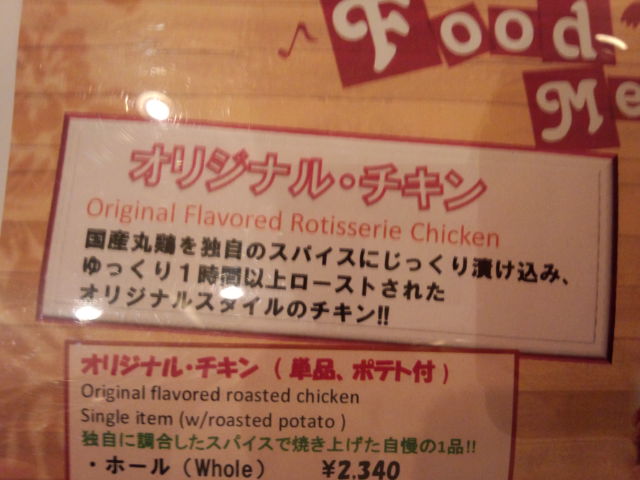 Food
Me
オリジナル・チキン
Original Flavored Rotisserie Chicken
国産丸鶏を独自のスパイスにじっくり漬け込み、
ゆっくり1時間以上ローストされた
オリジナルスタイルのチキン!!
オリジナル・チキン (単品、ポテト付)
Original flavored roasted chicken
Single item (w/roasted potato )
独自に調合したスパイスで焼き上げた自慢の1品!!
・ホール(Whole) ¥2.340